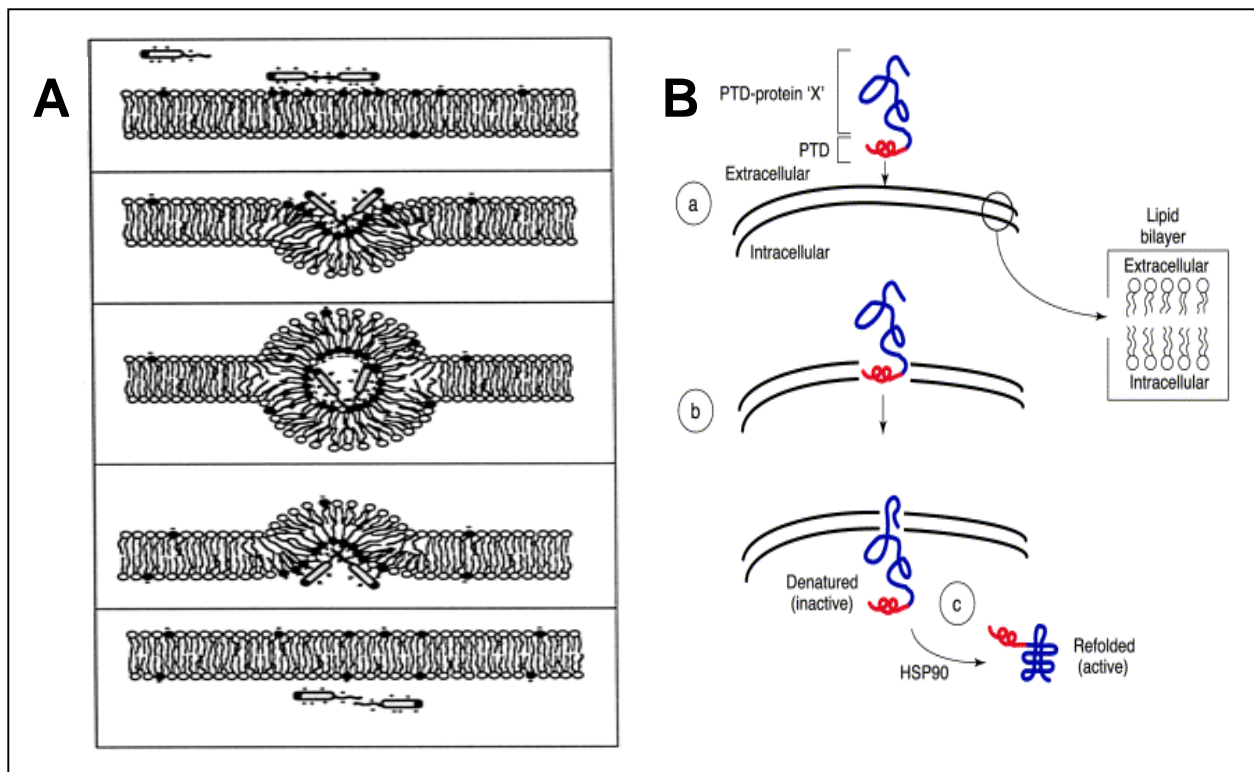 A
B
PTD-protein 'X'
PTD
Extracellular
a
Intracellular
Lipid
bilayer
Extracellular
Intracellular
b
Denatured
(inactive)
c
HSP90
Refolded
(active)